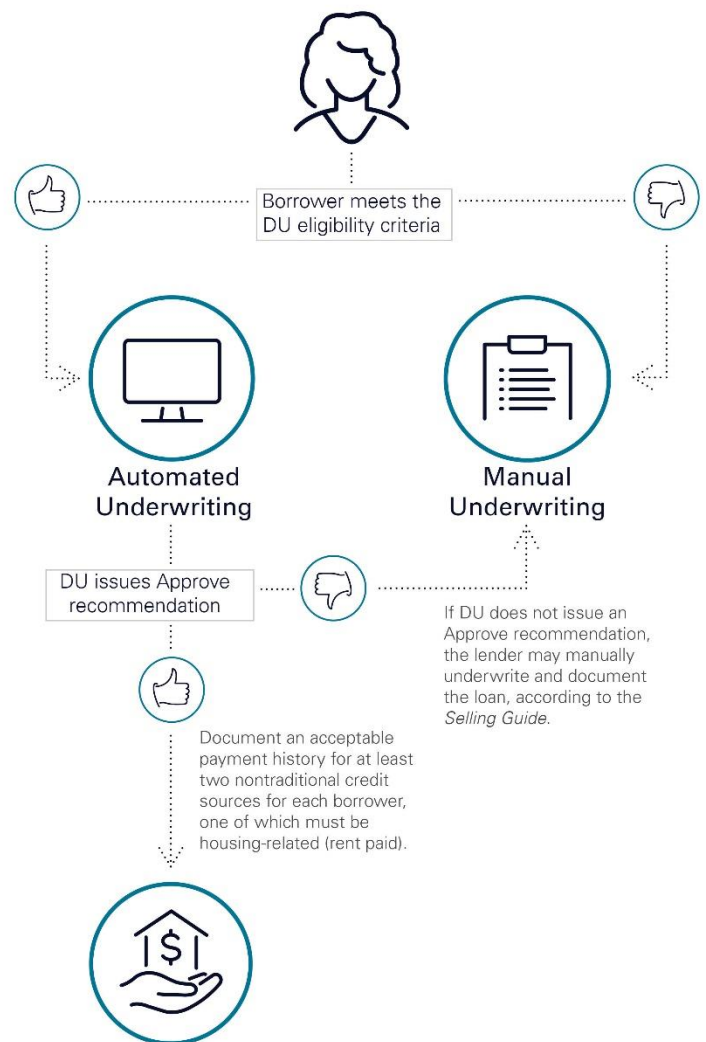 Borrower meets the
DU eligibility criteria
Automated
Underwriting
Manual
Underwriting
DU issues Approve
recommendation
If DU does not issue an
Approve recommendation,
the lender may manually
underwrite and document
the loan, according to the
Selling Guide.
Document an acceptable
payment history for at least
two nontraditional credit
sources for each borrower,
one of which must be
housing-related (rent paid).
$